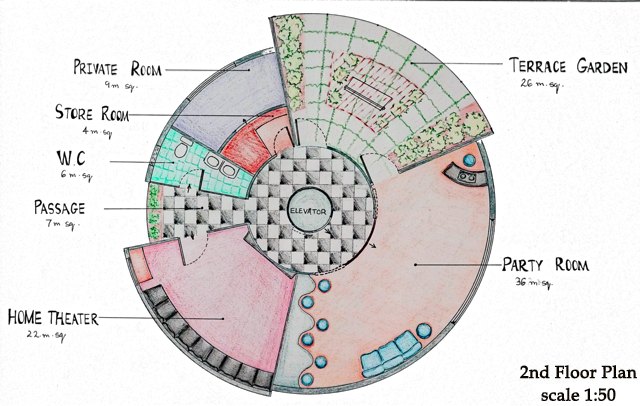 PRIVATE ROOM
9 m sq.
STORE ROOM
4 m sq.
W.C
6 m sq.
PASSAGE
7 m sq.
HOME THEATER
22 m sq.
ELEVATOR
TERRACE GARDEN
26 m sq.
PARTY ROOM
36 m sq.
2nd Floor Plan
scale 1:50